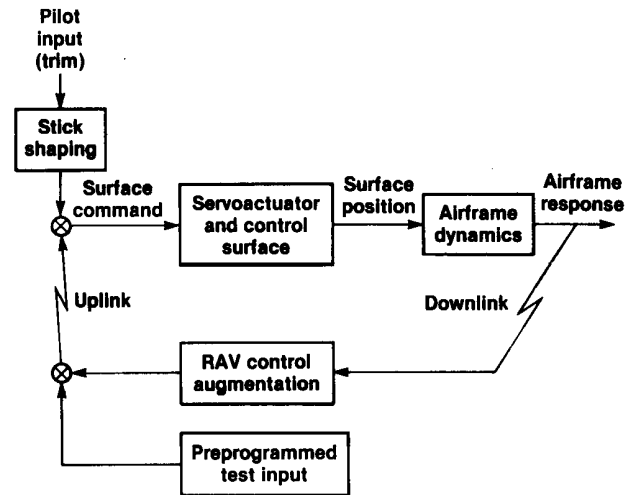 Pilot
input
(trim)
Stick
shaping
Surface
command
Servoactuator
and control
surface
Surface
position
Airframe
dynamics
Airframe
response
Uplink
Downlink
RAV control
augmentation
Preprogrammed
test input